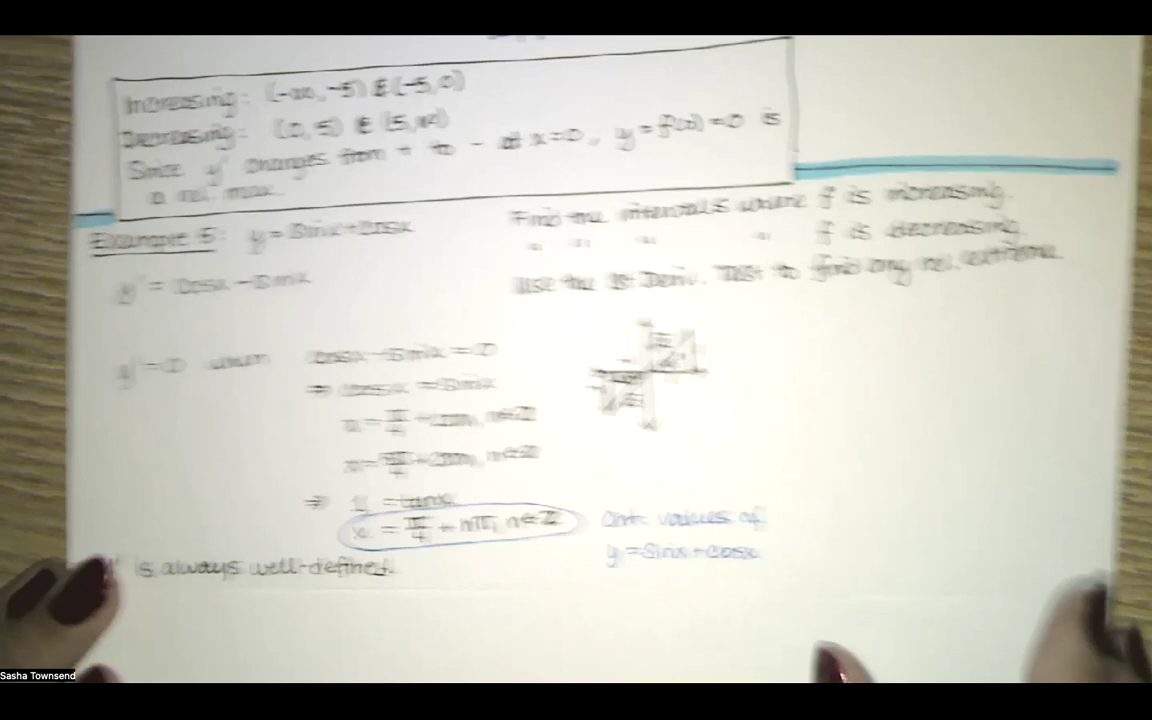 Increasing: (-∞, -5) & (-5, 0)
Decreasing: (0, 5) & (5, ∞)
Since y' changes from + to - at x=0, y = f(0) = 0 is
a rel. max.
Example 5: y = sinx + cosx
Find the intervals where f is increasing.
" " " " f is decreasing.
Use the 1st Deriv. Test to find any rel. extrema.
y' = cosx - sinx
y' = 0 when cosx - sinx = 0
⇒ cosx = sinx
x = π/4 + 2πn, n∈Z
x = 5π/4 + 2πn, n∈Z
⇒ 1 = tanx
x = π/4 + nπ, n∈Z
Crit. values of
y = sinx + cosx
is always well-defined.
Sasha Townsend